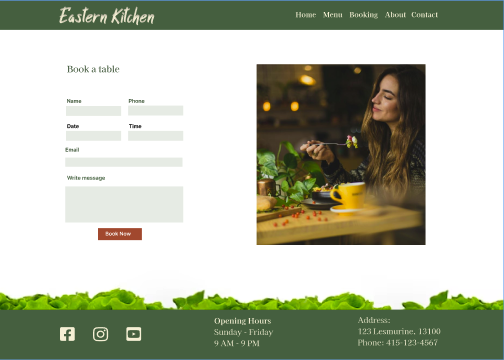 Eastern Kitchen
Home Menu Booking About Contact
Book a table
Name Phone
Date Time
Email
Write message
Book Now
Opening Hours
Sunday - Friday
9 AM - 9 PM
Address:
123 Lesmurine, 13100
Phone: 415-123-4567